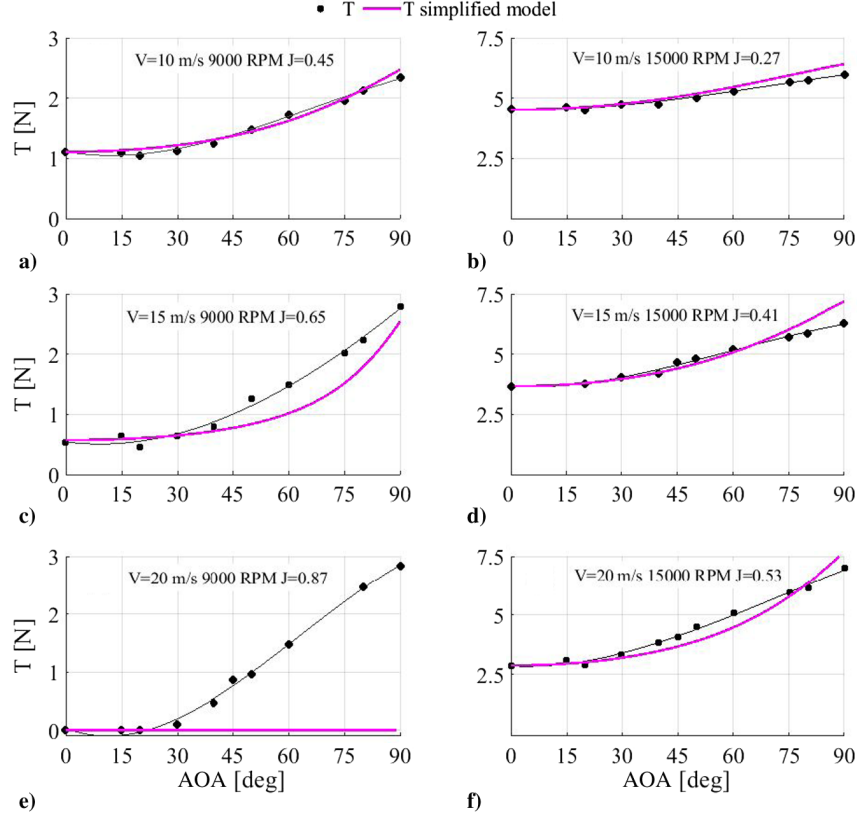 T T simplified model
V=10 m/s 9000 RPM J=0.45
T [N]
3
2
1
0
0 15 30 45 60 75 90
a)
V=10 m/s 15000 RPM J=0.27
7.5
5
2.5
0 15 30 45 60 75 90
b)
V=15 m/s 9000 RPM J=0.65
T [N]
3
2
1
0
0 15 30 45 60 75 90
c)
V=15 m/s 15000 RPM J=0.41
7.5
5
2.5
0 15 30 45 60 75 90
d)
V=20 m/s 9000 RPM J=0.87
T [N]
3
2
1
0
0 15 30 45 60 75 90
AOA [deg]
e)
V=20 m/s 15000 RPM J=0.53
7.5
5
2.5
0 15 30 45 60 75 90
AOA [deg]
f)